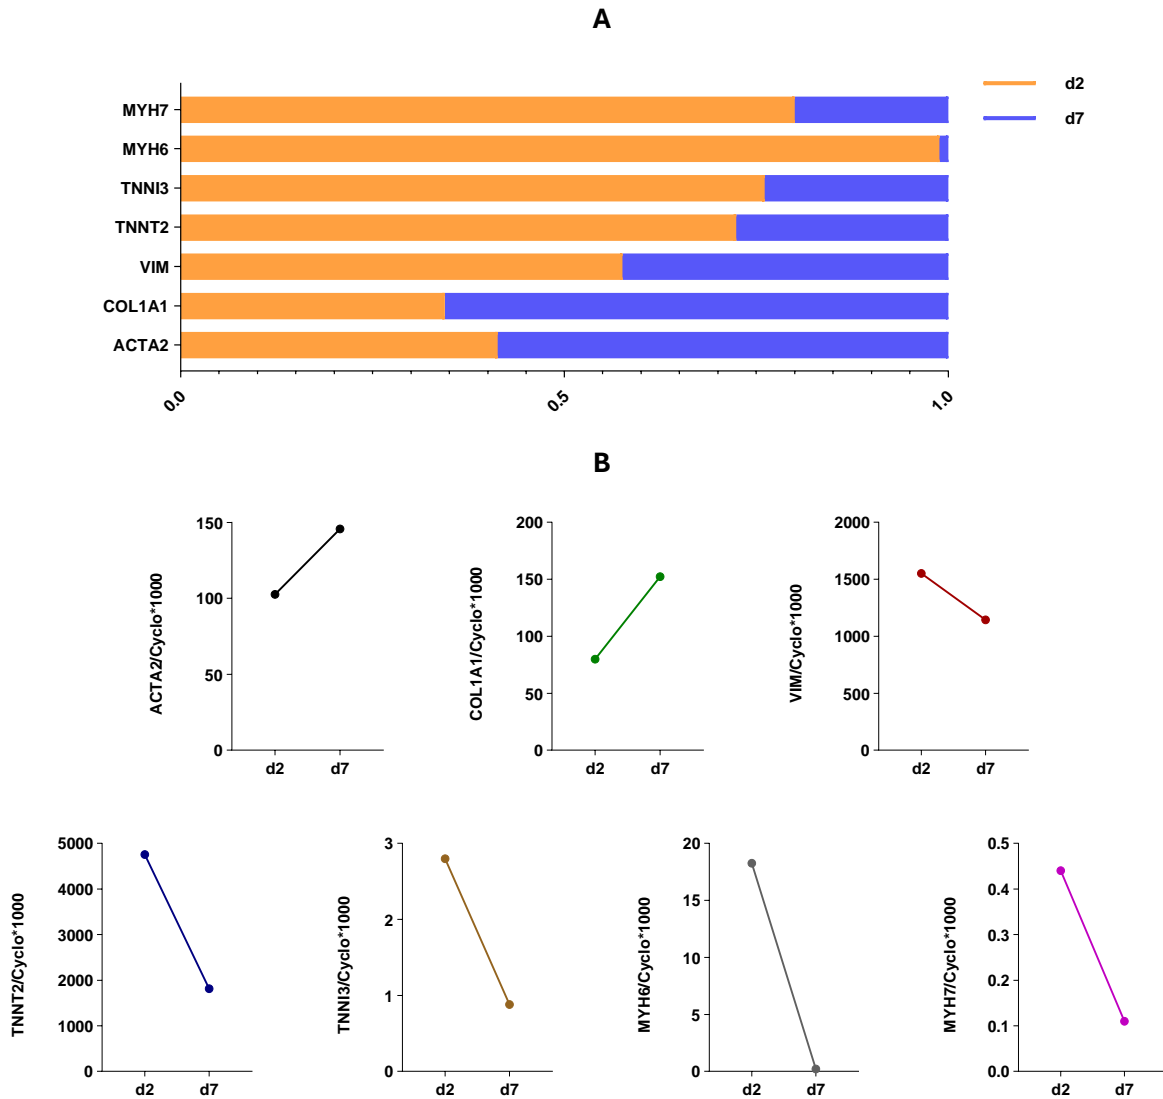 A
d2
d7
MYH7
MYH6
TNNI3
TNNT2
VIM
COL1A1
ACTA2
0.0 0.5 1.0
B
ACTA2/Cyclo*1000
150
100
50
0
d2 d7
COL1A1/Cyclo*1000
200
150
100
50
0
d2 d7
VIM/Cyclo*1000
2000
1500
1000
500
0
d2 d7
TNNT2/Cyclo*1000
5000
4000
3000
2000
1000
0
d2 d7
TNNI3/Cyclo*1000
3
2
1
0
d2 d7
MYH6/Cyclo*1000
20
15
10
5
0
d2 d7
MYH7/Cyclo*1000
0.5
0.4
0.3
0.2
0.1
0.0
d2 d7